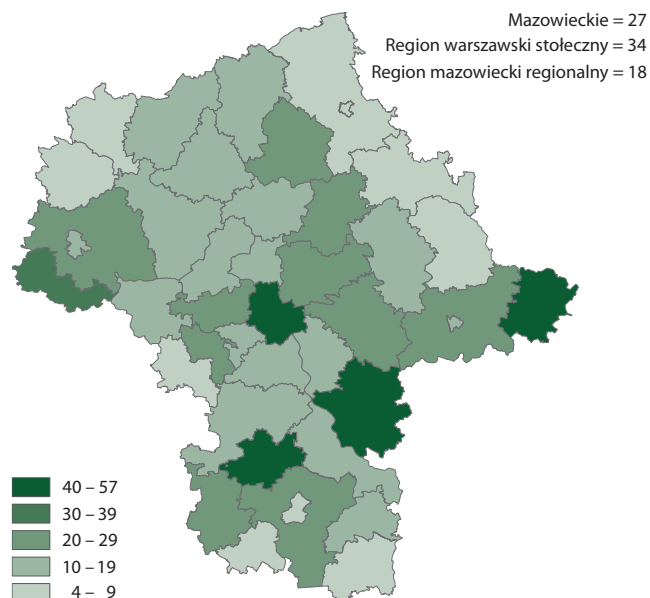 Mazowieckie = 27
Region warszawski stołeczny = 34
Region mazowiecki regionalny = 18
40 – 57
30 – 39
20 – 29
10 – 19
4 – 9